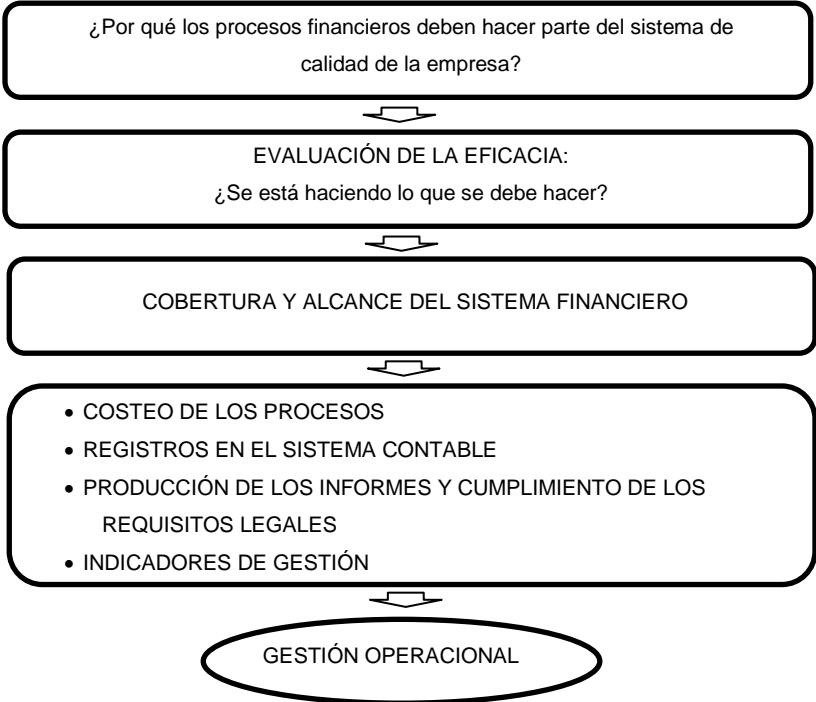 ¿Por qué los procesos financieros deben hacer parte del sistema de
calidad de la empresa?
EVALUACIÓN DE LA EFICACIA:
¿Se está haciendo lo que se debe hacer?
COBERTURA Y ALCANCE DEL SISTEMA FINANCIERO
• COSTEO DE LOS PROCESOS
• REGISTROS EN EL SISTEMA CONTABLE
• PRODUCCIÓN DE LOS INFORMES Y CUMPLIMIENTO DE LOS
REQUISITOS LEGALES
• INDICADORES DE GESTIÓN
GESTIÓN OPERACIONAL